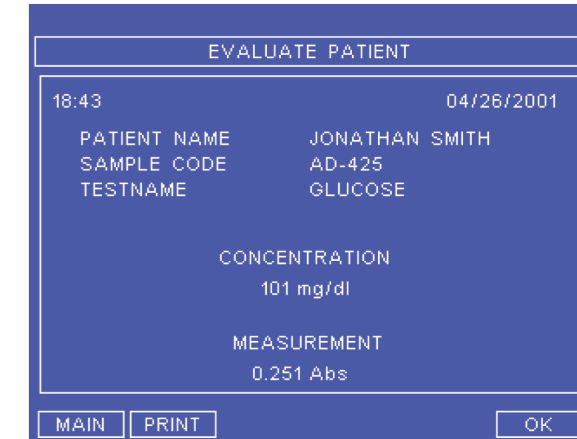 EVALUATE PATIENT
18:43 04/26/2001
PATIENT NAME JONATHAN SMITH
SAMPLE CODE AD-425
TESTNAME GLUCOSE
CONCENTRATION
101 mg/dl
MEASUREMENT
0.251 Abs
MAIN PRINT OK